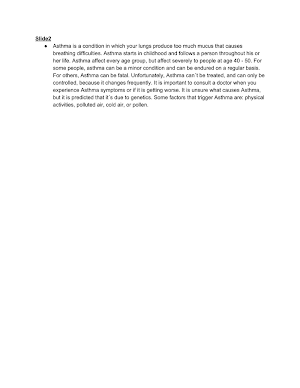 Slide2
● Asthma is a condition in which your lungs produce too much mucus that causes
breathing difficulties. Asthma starts in childhood and follows a person throughout his or
her life. Asthma affect every age group, but affect severely to people at age 40 - 50. For
some people, asthma can be a minor condition and can be endured on a regular basis.
For others, Asthma can be fatal. Unfortunately, Asthma can´t be treated, and can only be
controlled, because it changes frequently. It is important to consult a doctor when you
experience Asthma symptoms or if it is getting worse. It is unsure what causes Asthma,
but it is predicted that it´s due to genetics. Some factors that trigger Asthma are: physical
activities, polluted air, cold air, or pollen.